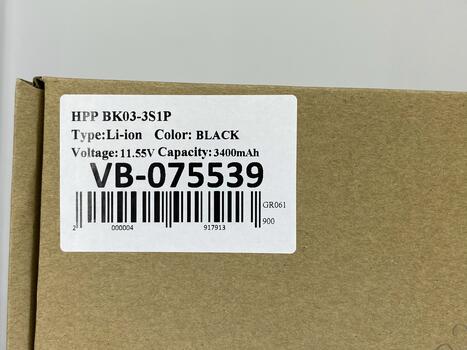 HPP BK03-3S1P
Type:Li-ion Color: BLACK
Voltage: 11.55V Capacity: 3400mAh
VB-075539
GR061
900
2 000004 917913